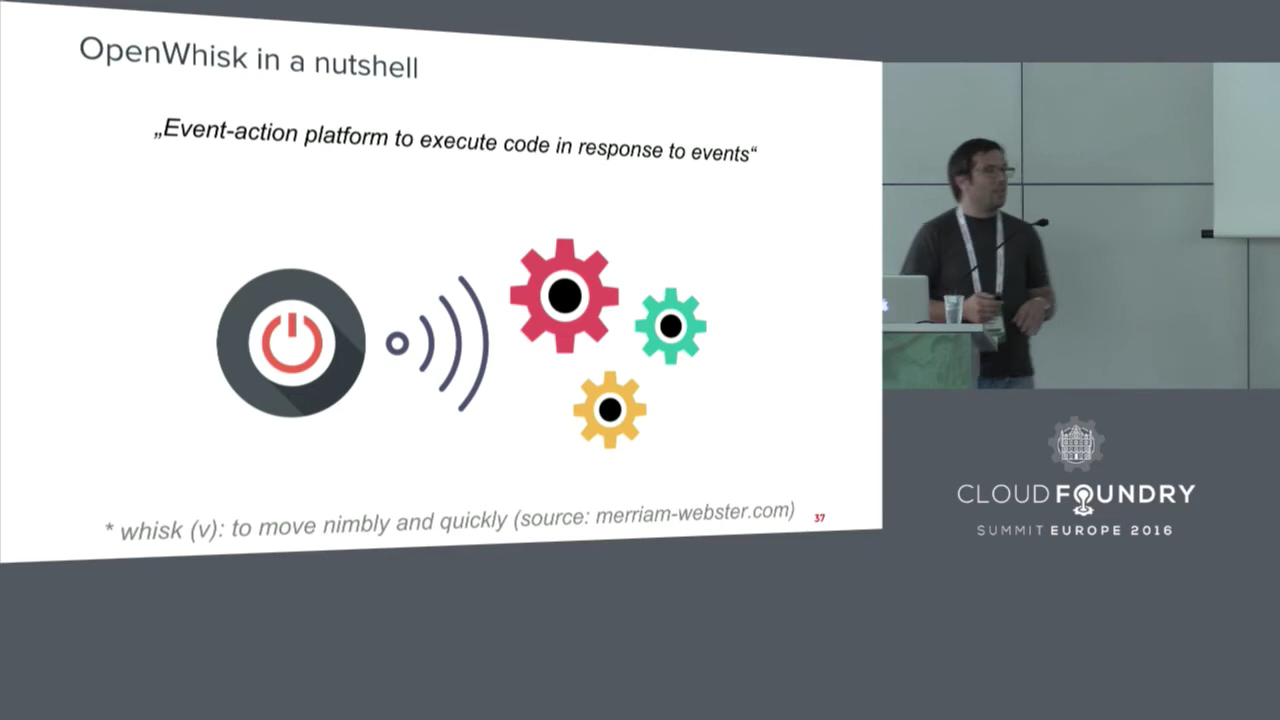 OpenWhisk in a nutshell
„Event-action platform to execute code in response to events“
* whisk (v): to move nimbly and quickly (source: merriam-webster.com)
37
CLOUD FOUNDRY
SUMMIT EUROPE 2016